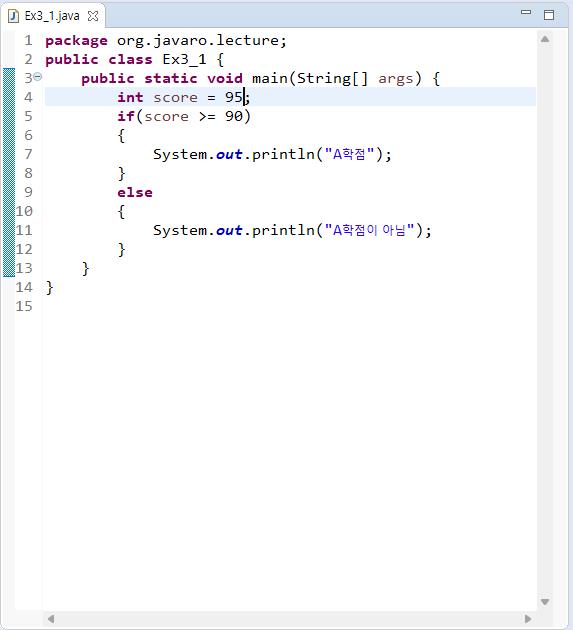 Ex3_1.java
1 package org.javaro.lecture;
2 public class Ex3_1 {
3 public static void main(String[] args) {
4 int score = 95;
5 if(score >= 90)
6 {
7 System.out.println("A학점");
8 }
9 else
10 {
11 System.out.println("A학점이 아님");
12 }
13 }
14 }
15